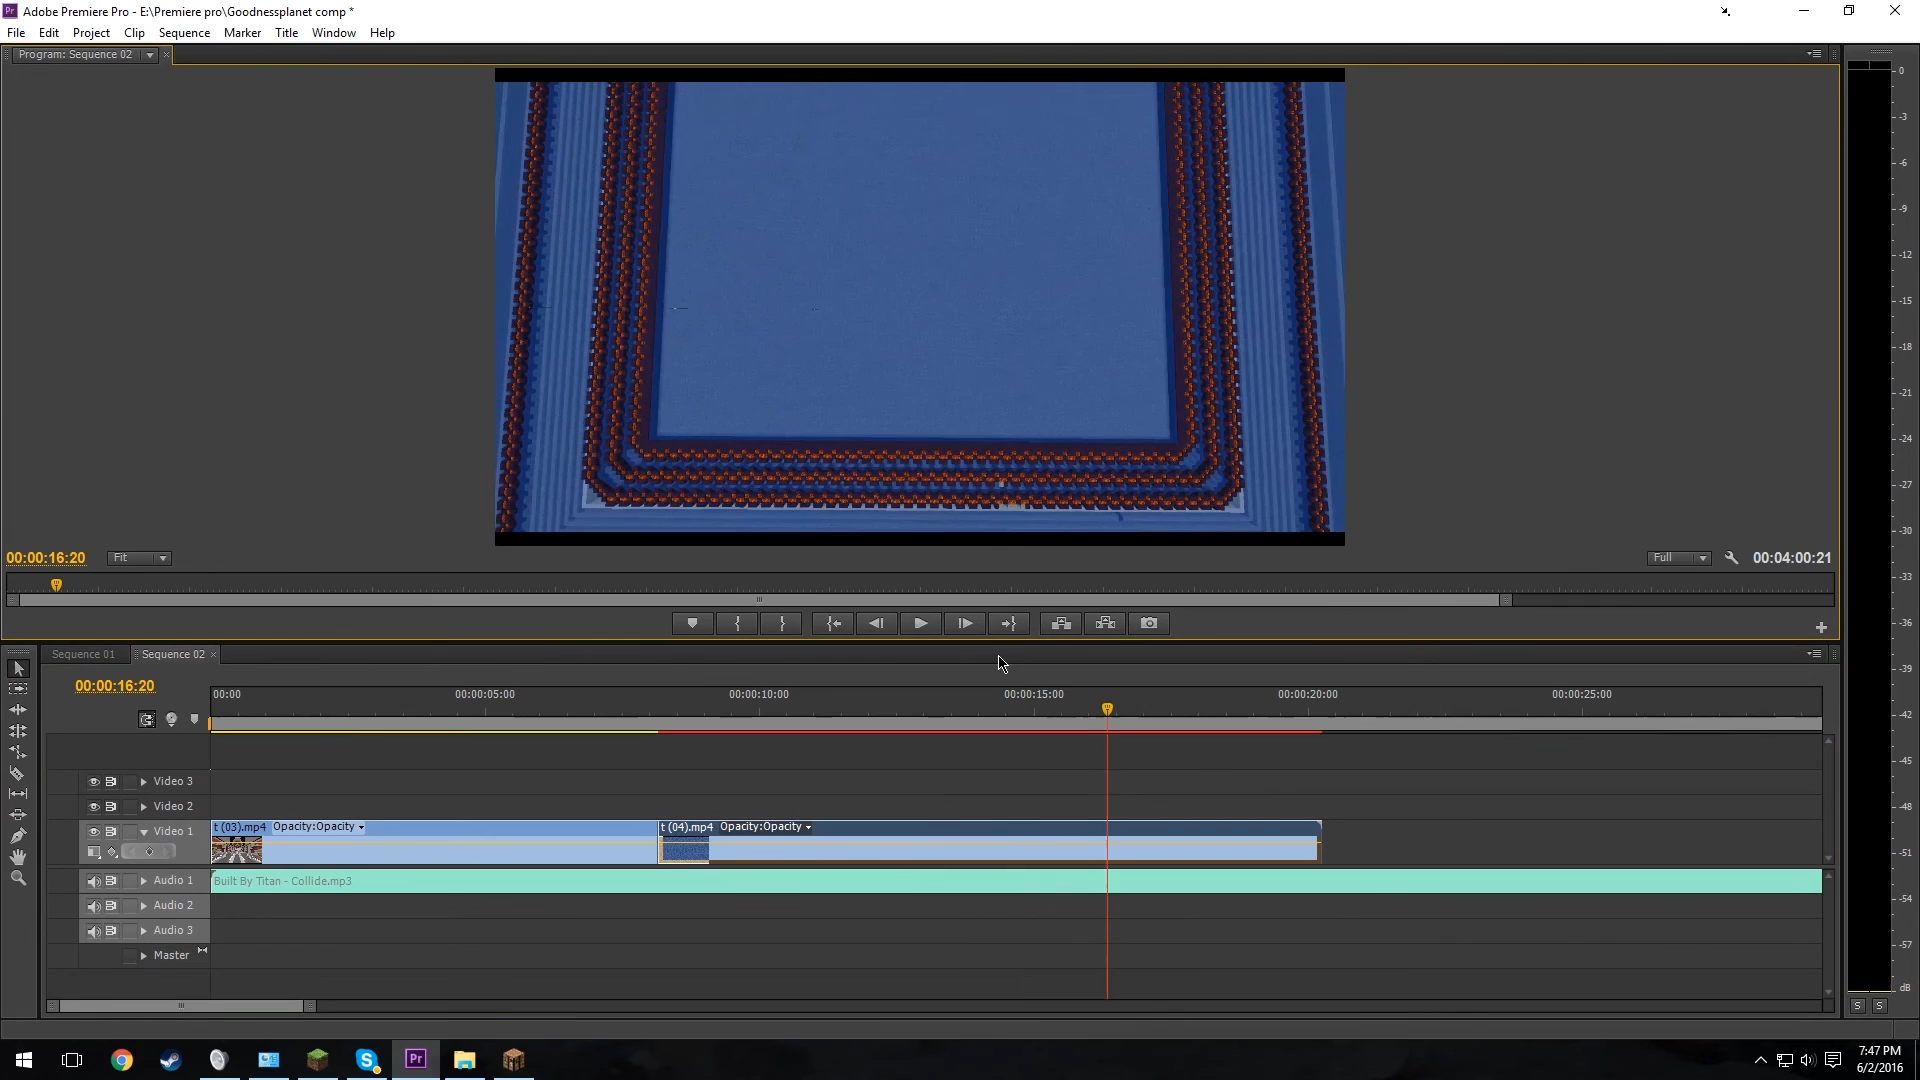 Pr Adobe Premiere Pro - E:\Premiere pro\Goodnessplanet comp *
File Edit Project Clip Sequence Marker Title Window Help
Program: Sequence 02
0
-3
-6
-9
-12
-15
-18
-21
-24
-27
-30
-33
-36
-39
-42
-45
-48
-51
-54
-57
dB
S S
00:00:16:20 Fit Full 00:04:00:21
Sequence 01 Sequence 02
00:00:16:20
00:00 00:00:05:00 00:00:10:00 00:00:15:00 00:00:20:00 00:00:25:00
Video 3
Video 2
Video 1 t (03).mp4 Opacity:Opacity t (04).mp4 Opacity:Opacity
Audio 1 Built By Titan - Collide.mp3
Audio 2
Audio 3
Master
Pr
7:47 PM
6/2/2016